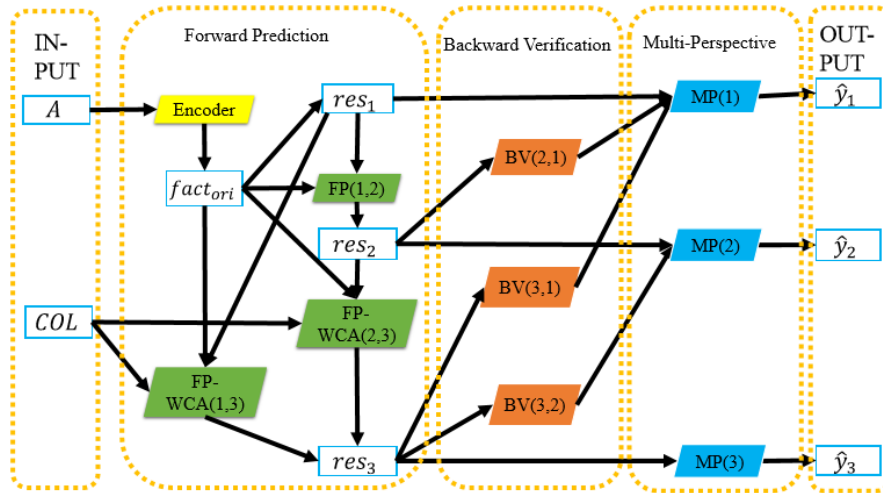 IN-
PUT
Forward Prediction
Backward Verification
Multi-Perspective
OUT-
PUT
A
Encoder
res₁
MP(1)
ŷ₁
BV(2,1)
fact_ori
FP(1,2)
res₂
MP(2)
ŷ₂
BV(3,1)
COL
FP-
WCA(2,3)
FP-
WCA(1,3)
BV(3,2)
res₃
MP(3)
ŷ₃